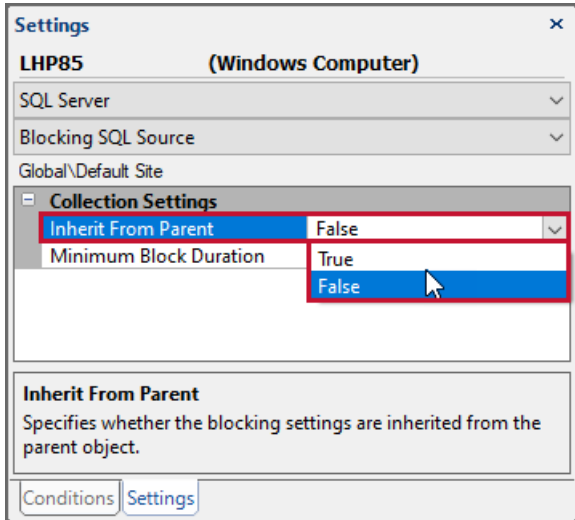 Settings
LHP85 (Windows Computer)
SQL Server
Blocking SQL Source
Global\Default Site
Collection Settings
Inherit From Parent False
Minimum Block Duration
True
False
Inherit From Parent
Specifies whether the blocking settings are inherited from the
parent object.
Conditions Settings